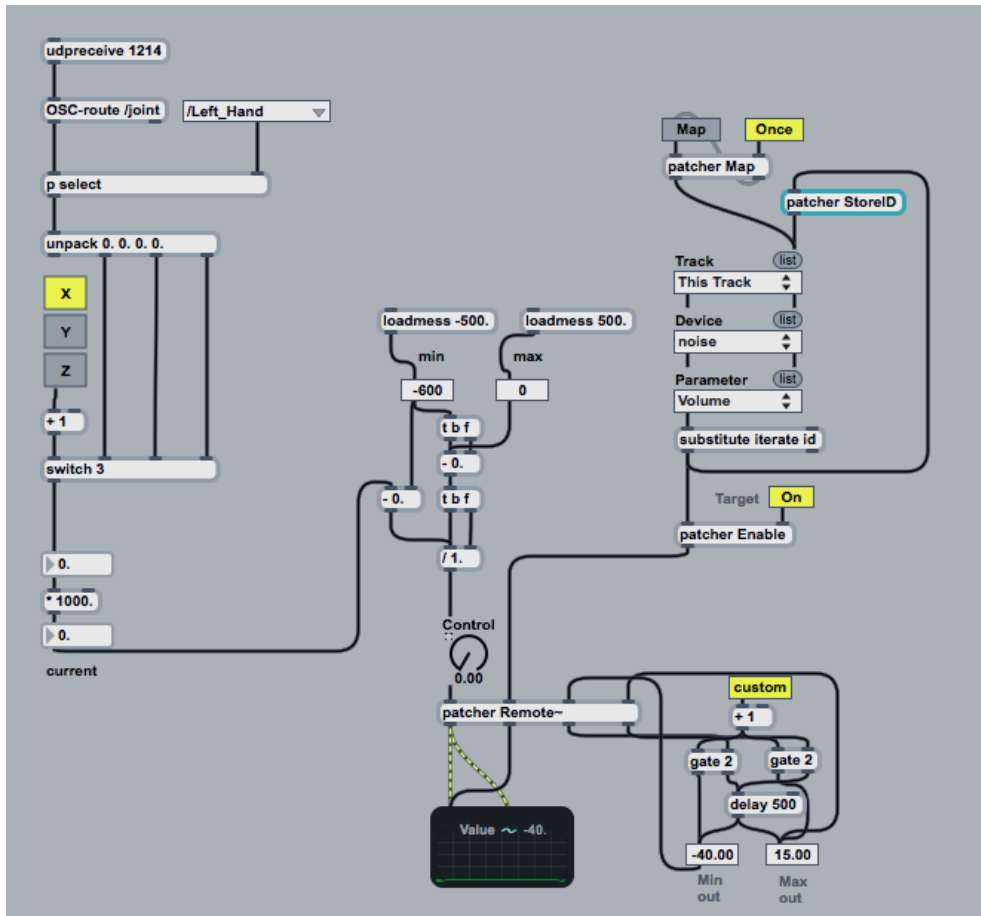 udpreceive 1214
OSC-route /joint
/Left_Hand
p select
unpack 0. 0. 0. 0.
X
Y
Z
+ 1
switch 3
0.
* 1000.
0.
current
loadmess -500.
loadmess 500.
min
max
-600
0
t b f
- 0.
- 0.
t b f
/ 1.
Control
0.00
patcher Remote~
Value ~ -40.
Map
Once
patcher Map
patcher StoreID
Track
list
This Track
Device
list
noise
Parameter
list
Volume
substitute iterate id
Target
On
patcher Enable
custom
+ 1
gate 2
gate 2
delay 500
-40.00
15.00
Min
out
Max
out